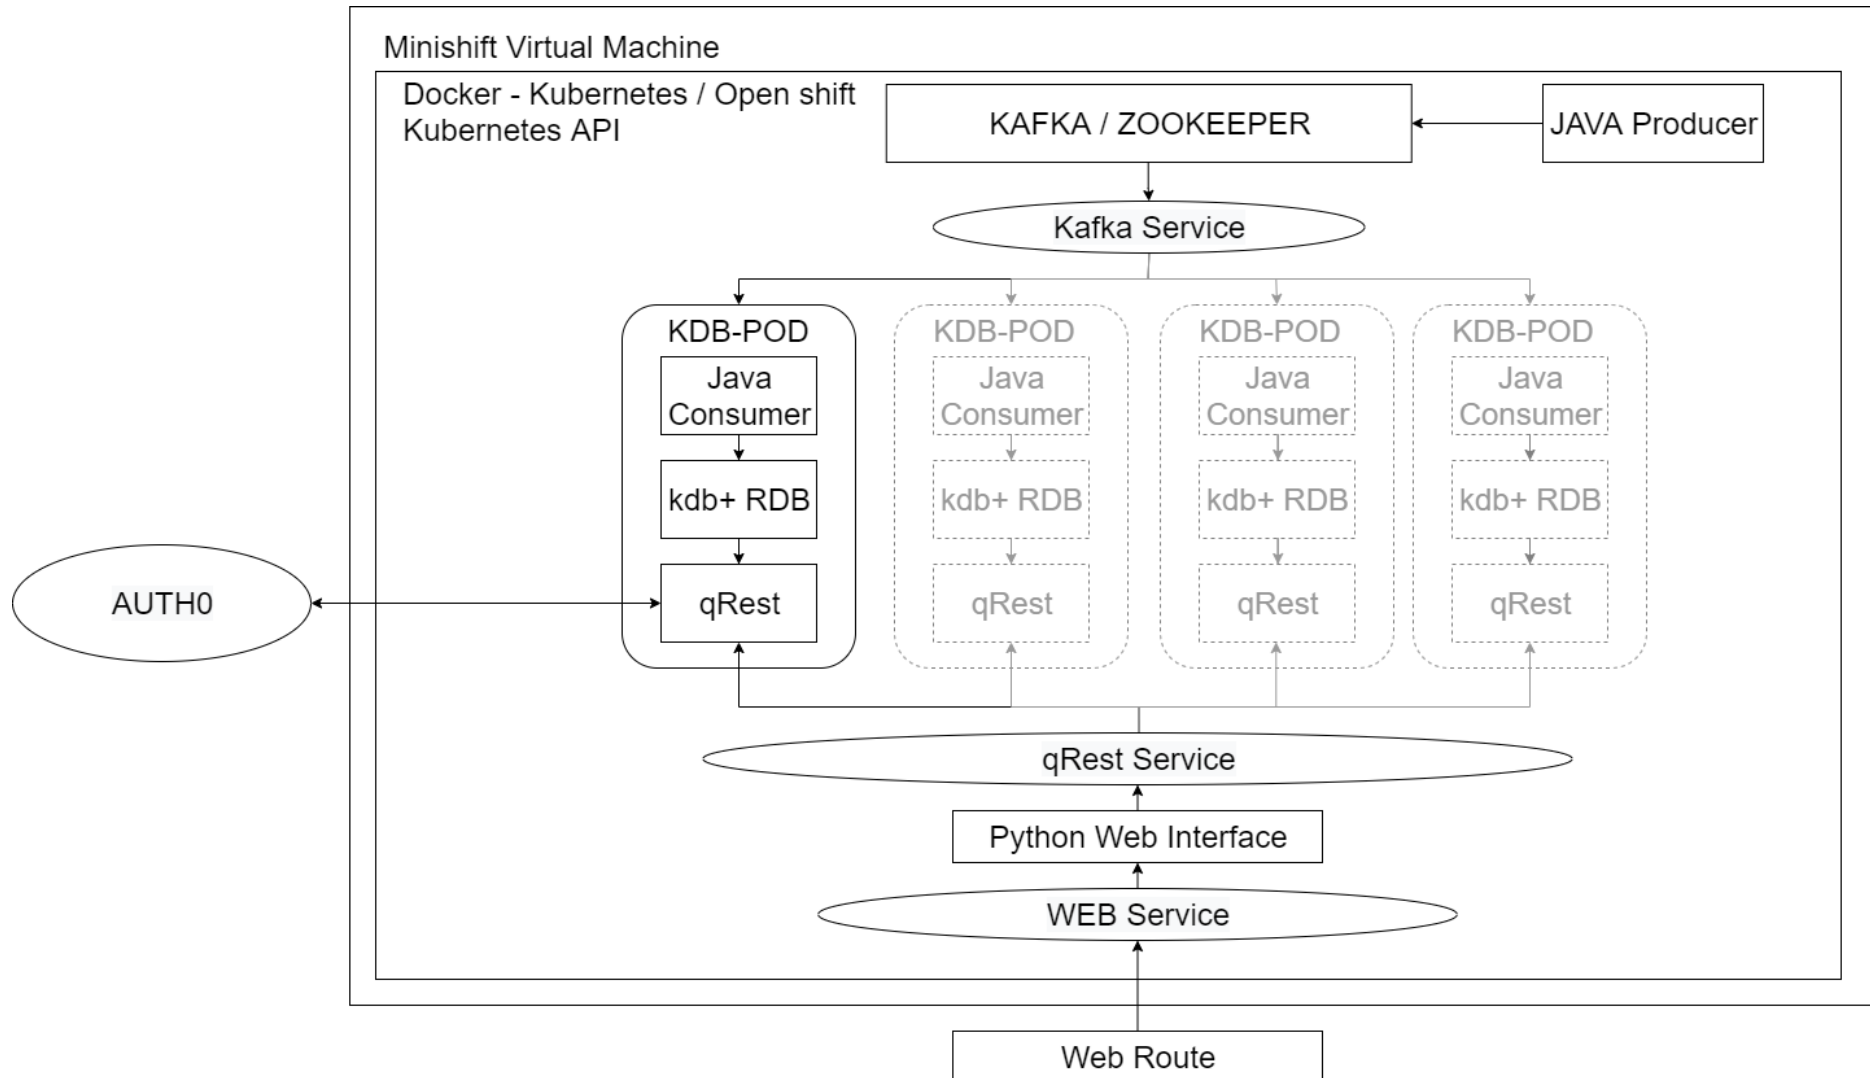 Minishift Virtual Machine
Docker - Kubernetes / Open shift
Kubernetes API
KAFKA / ZOOKEEPER
JAVA Producer
Kafka Service
KDB-POD
Java
Consumer
kdb+ RDB
qRest
KDB-POD
Java
Consumer
kdb+ RDB
qRest
KDB-POD
Java
Consumer
kdb+ RDB
qRest
KDB-POD
Java
Consumer
kdb+ RDB
qRest
AUTH0
qRest Service
Python Web Interface
WEB Service
Web Route